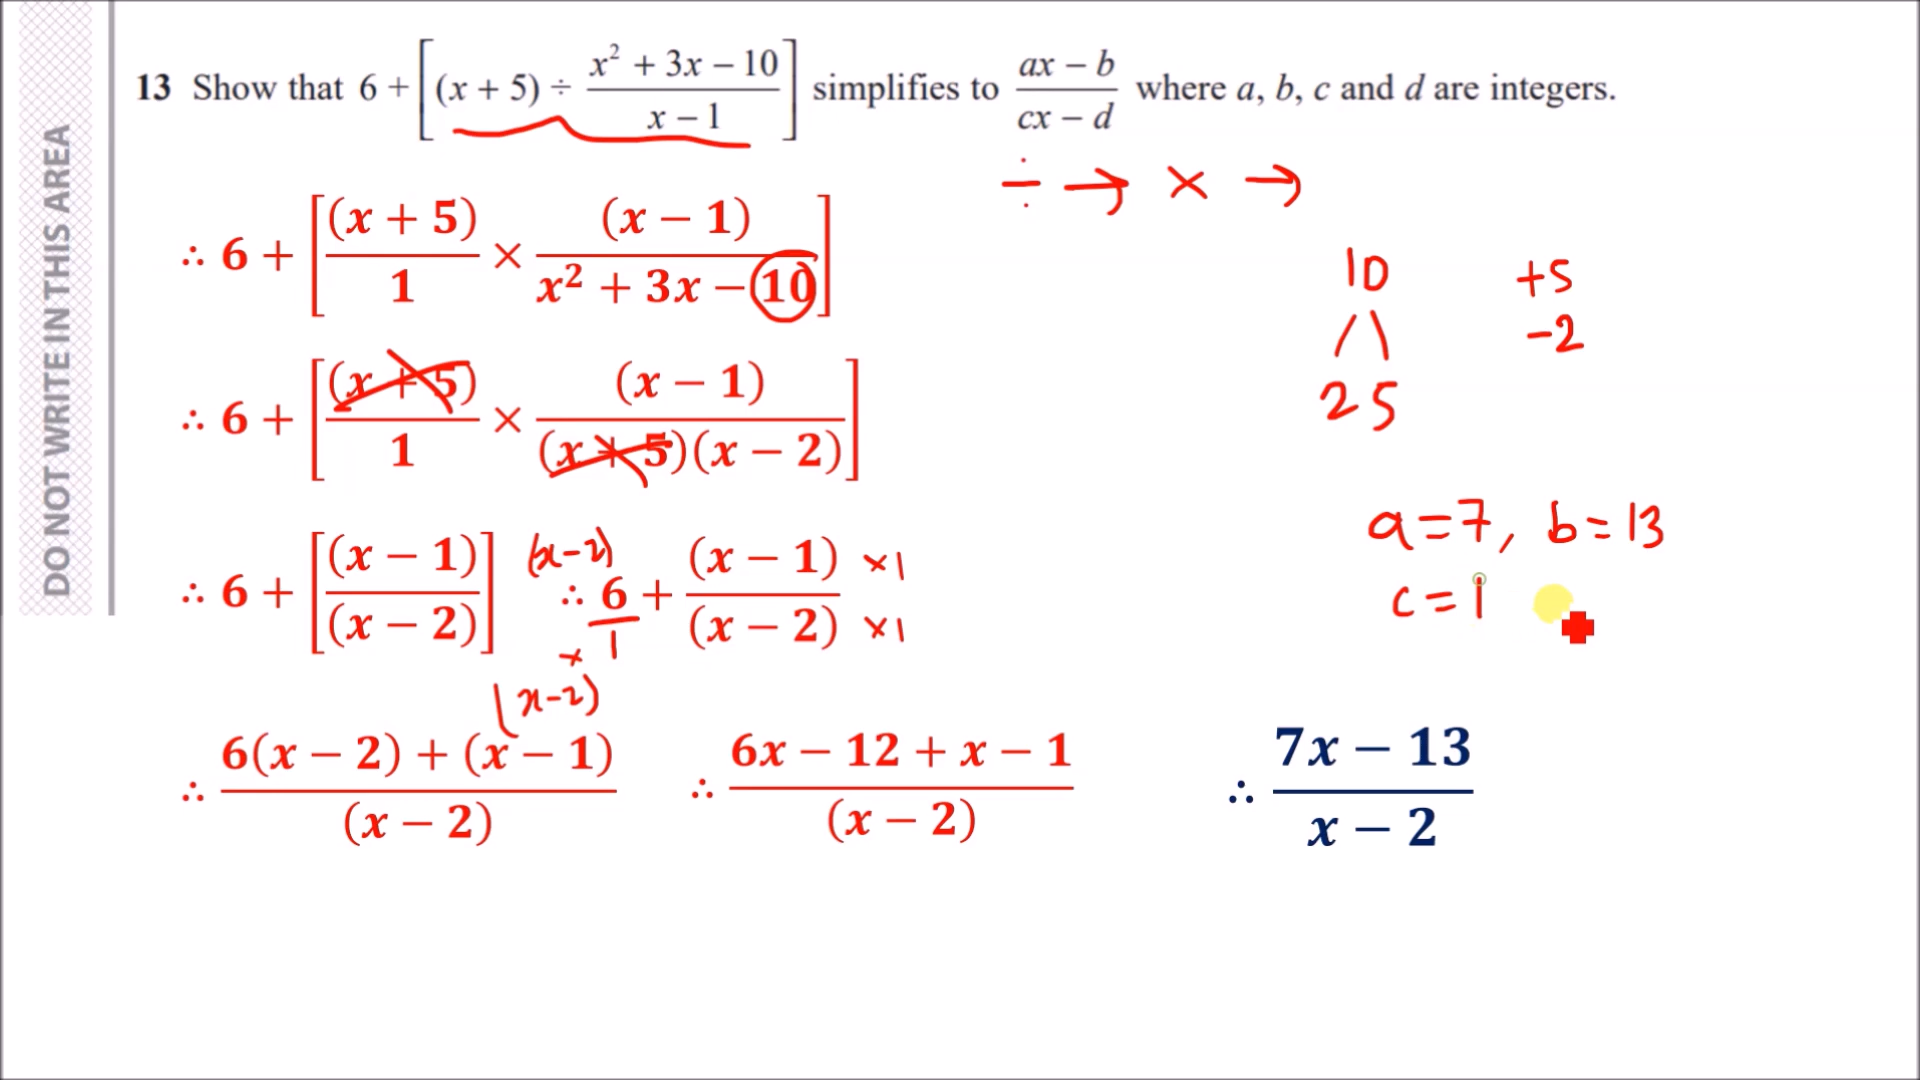 DO NOT WRITE IN THIS AREA
13 Show that 6 + [(x + 5) ÷ (x² + 3x − 10)/(x − 1)] simplifies to (ax − b)/(cx − d) where a, b, c and d are integers.
÷ → × →
∴ 6 + [(x + 5)/1 × (x − 1)/(x² + 3x − 10)]
10
2 5
+5
−2
∴ 6 + [(x + 5)/1 × (x − 1)/((x + 5)(x − 2))]
∴ 6 + [(x − 1)/(x − 2)]
(x−2)
∴ 6/1 + (x − 1)/(x − 2) ×1 ×1
×
(x−2)
a = 7, b = 13
c = 1
∴ (6(x − 2) + (x − 1))/(x − 2)
∴ (6x − 12 + x − 1)/(x − 2)
∴ (7x − 13)/(x − 2)